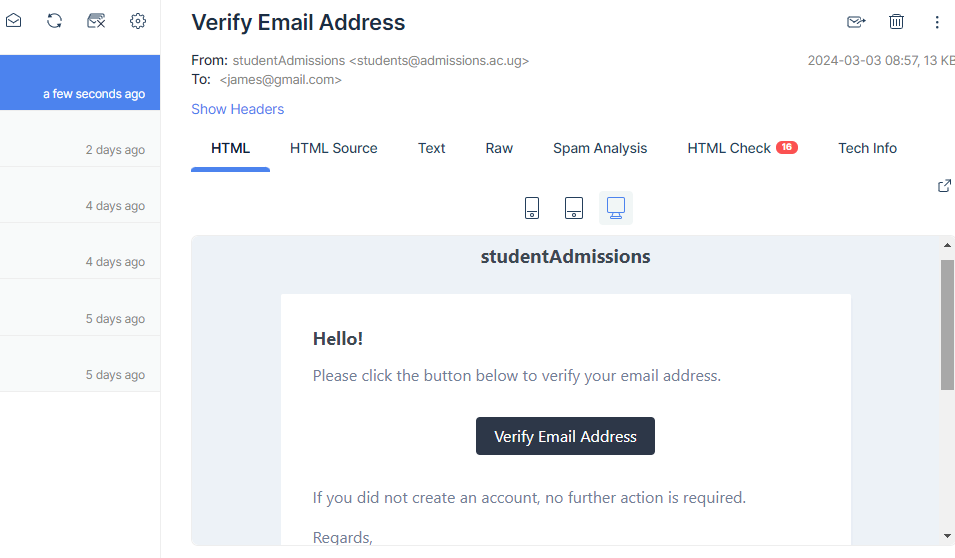 Verify Email Address
From: studentAdmissions <students@admissions.ac.ug>
2024-03-03 08:57, 13 KB
To: <james@gmail.com>
Show Headers
HTML
HTML Source
Text
Raw
Spam Analysis
HTML Check 16
Tech Info
a few seconds ago
2 days ago
4 days ago
4 days ago
5 days ago
5 days ago
studentAdmissions
Hello!
Please click the button below to verify your email address.
Verify Email Address
If you did not create an account, no further action is required.
Regards,